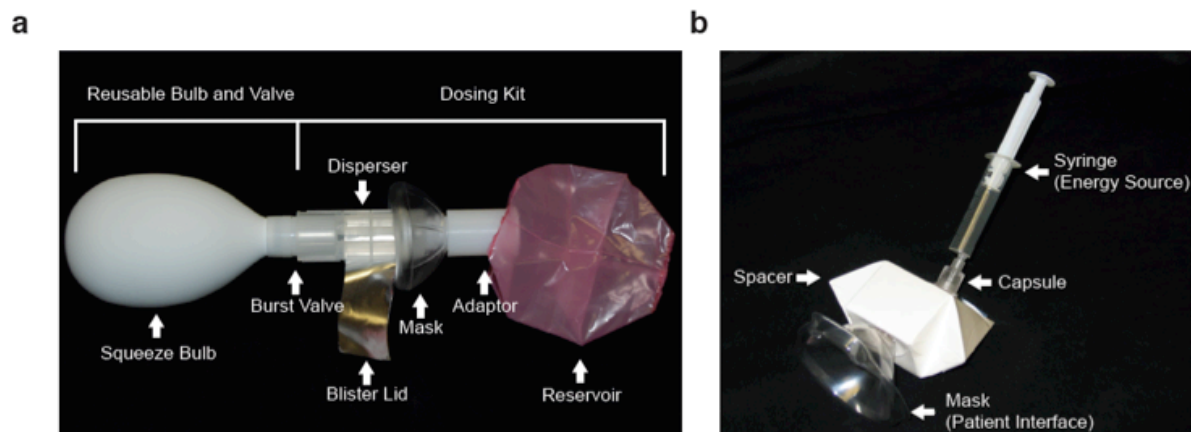 a
Reusable Bulb and Valve
Dosing Kit
Disperser
Burst Valve
Mask
Adaptor
Squeeze Bulb
Blister Lid
Reservoir
b
Syringe
(Energy Source)
Spacer
Capsule
Mask
(Patient Interface)